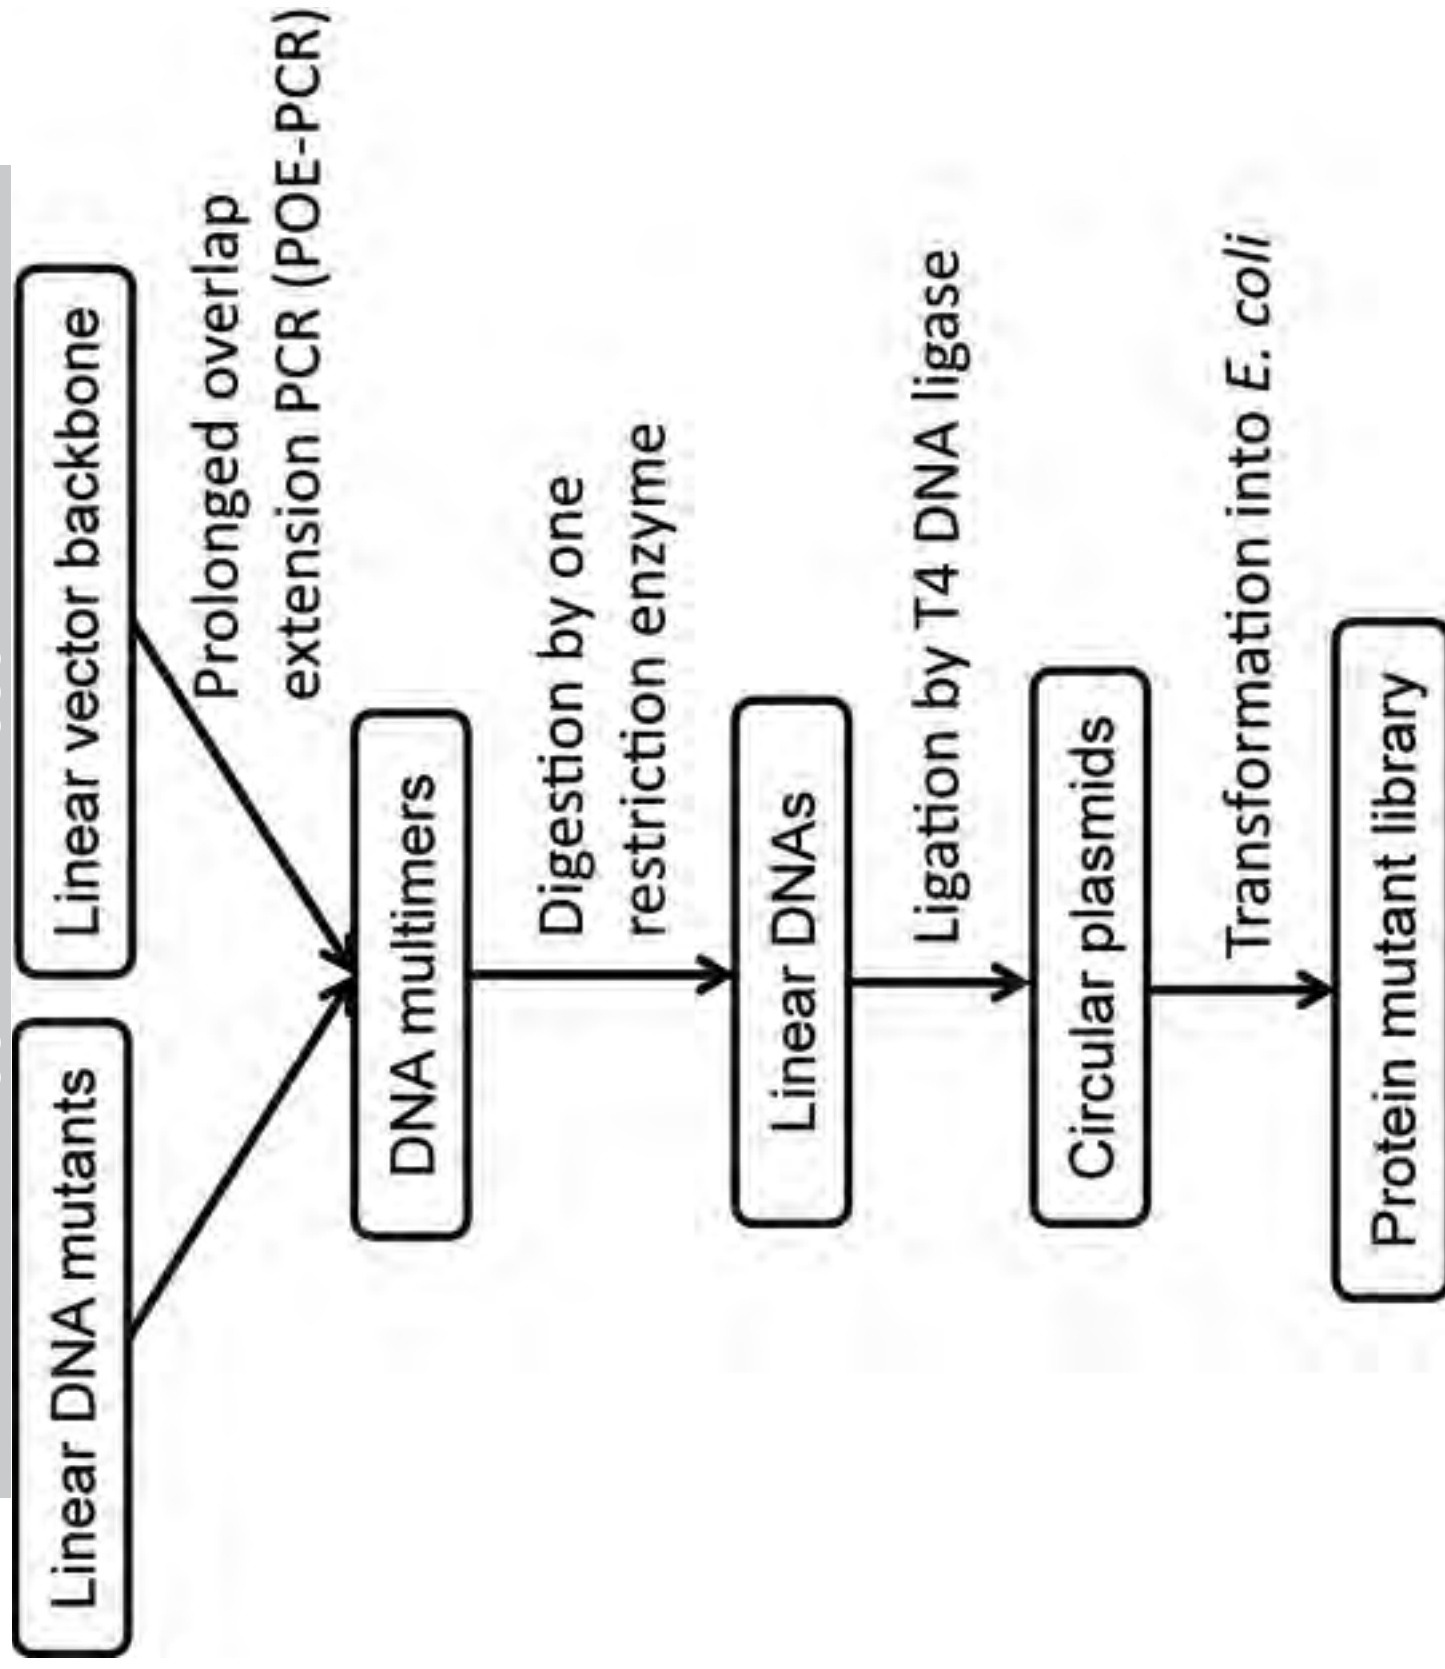 Linear DNA mutants
Linear vector backbone
Prolonged overlap
extension PCR (POE-PCR)
DNA multimers
Digestion by one
restriction enzyme
Linear DNAs
Ligation by T4 DNA ligase
Circular plasmids
Transformation into E. coli
Protein mutant library